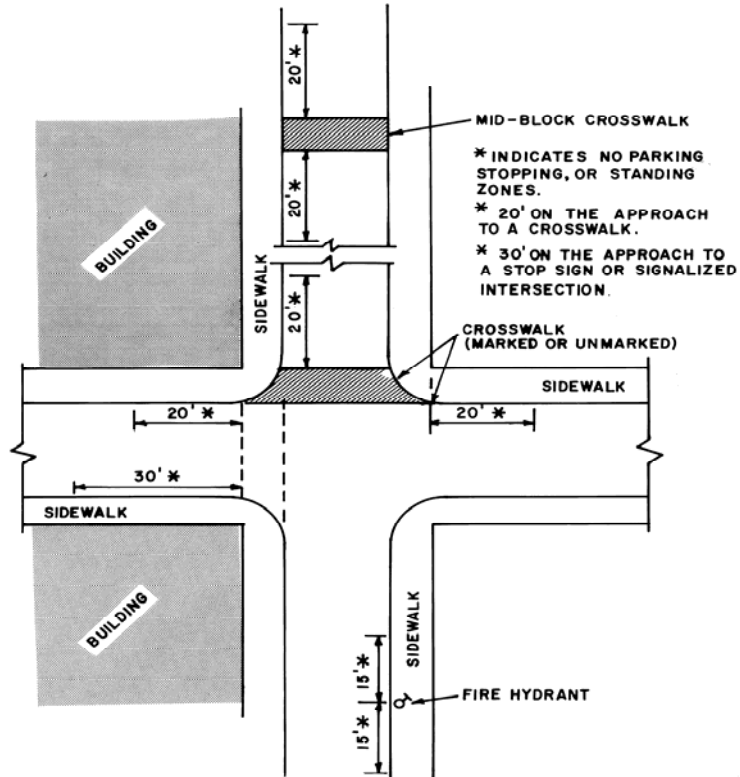 20'*
MID-BLOCK CROSSWALK
* INDICATES NO PARKING
STOPPING, OR STANDING
ZONES.
* 20' ON THE APPROACH
TO A CROSSWALK.
* 30' ON THE APPROACH TO
A STOP SIGN OR SIGNALIZED
INTERSECTION.
20'*
BUILDING
SIDEWALK
20'*
CROSSWALK
(MARKED OR UNMARKED)
SIDEWALK
20' *
20' *
30' *
SIDEWALK
BUILDING
SIDEWALK
15'*
FIRE HYDRANT
15'*